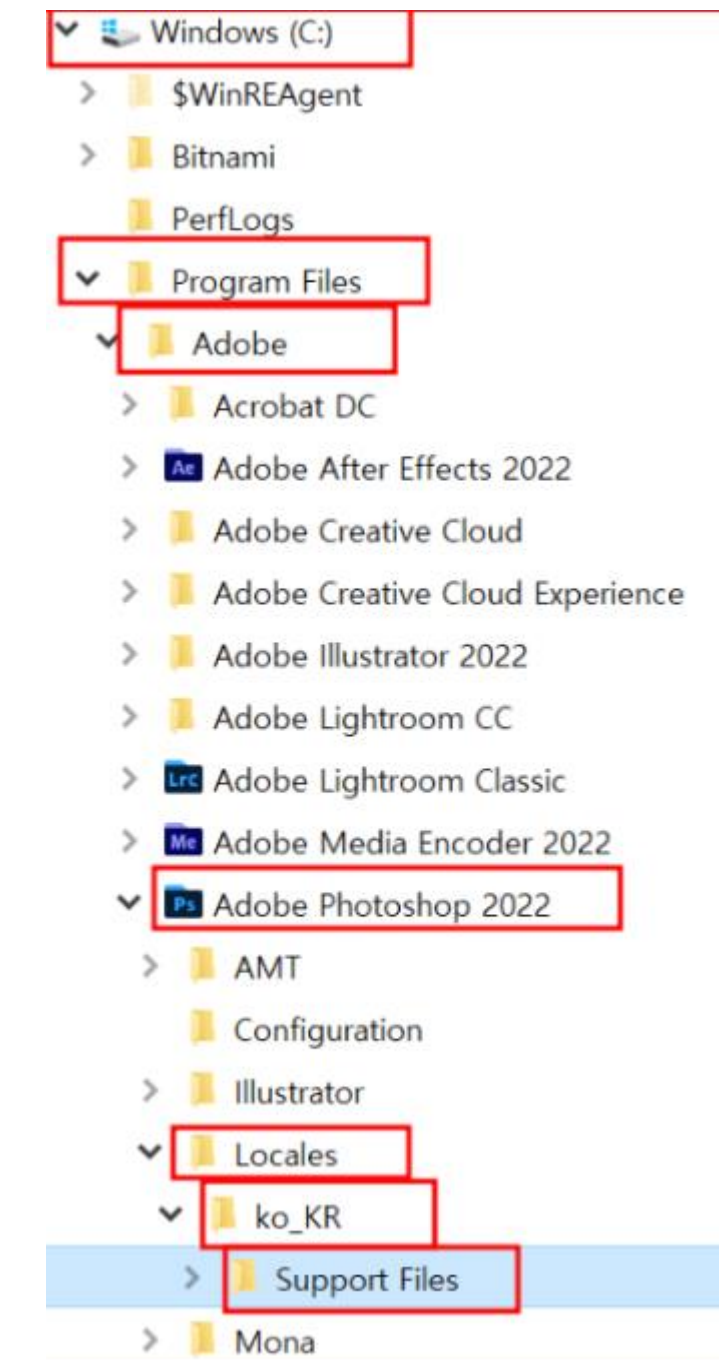 Windows (C:)
$WinREAgent
Bitnami
PerfLogs
Program Files
Adobe
Acrobat DC
Ae Adobe After Effects 2022
Adobe Creative Cloud
Adobe Creative Cloud Experience
Adobe Illustrator 2022
Adobe Lightroom CC
LrC Adobe Lightroom Classic
Me Adobe Media Encoder 2022
Ps Adobe Photoshop 2022
AMT
Configuration
Illustrator
Locales
ko_KR
Support Files
Mona